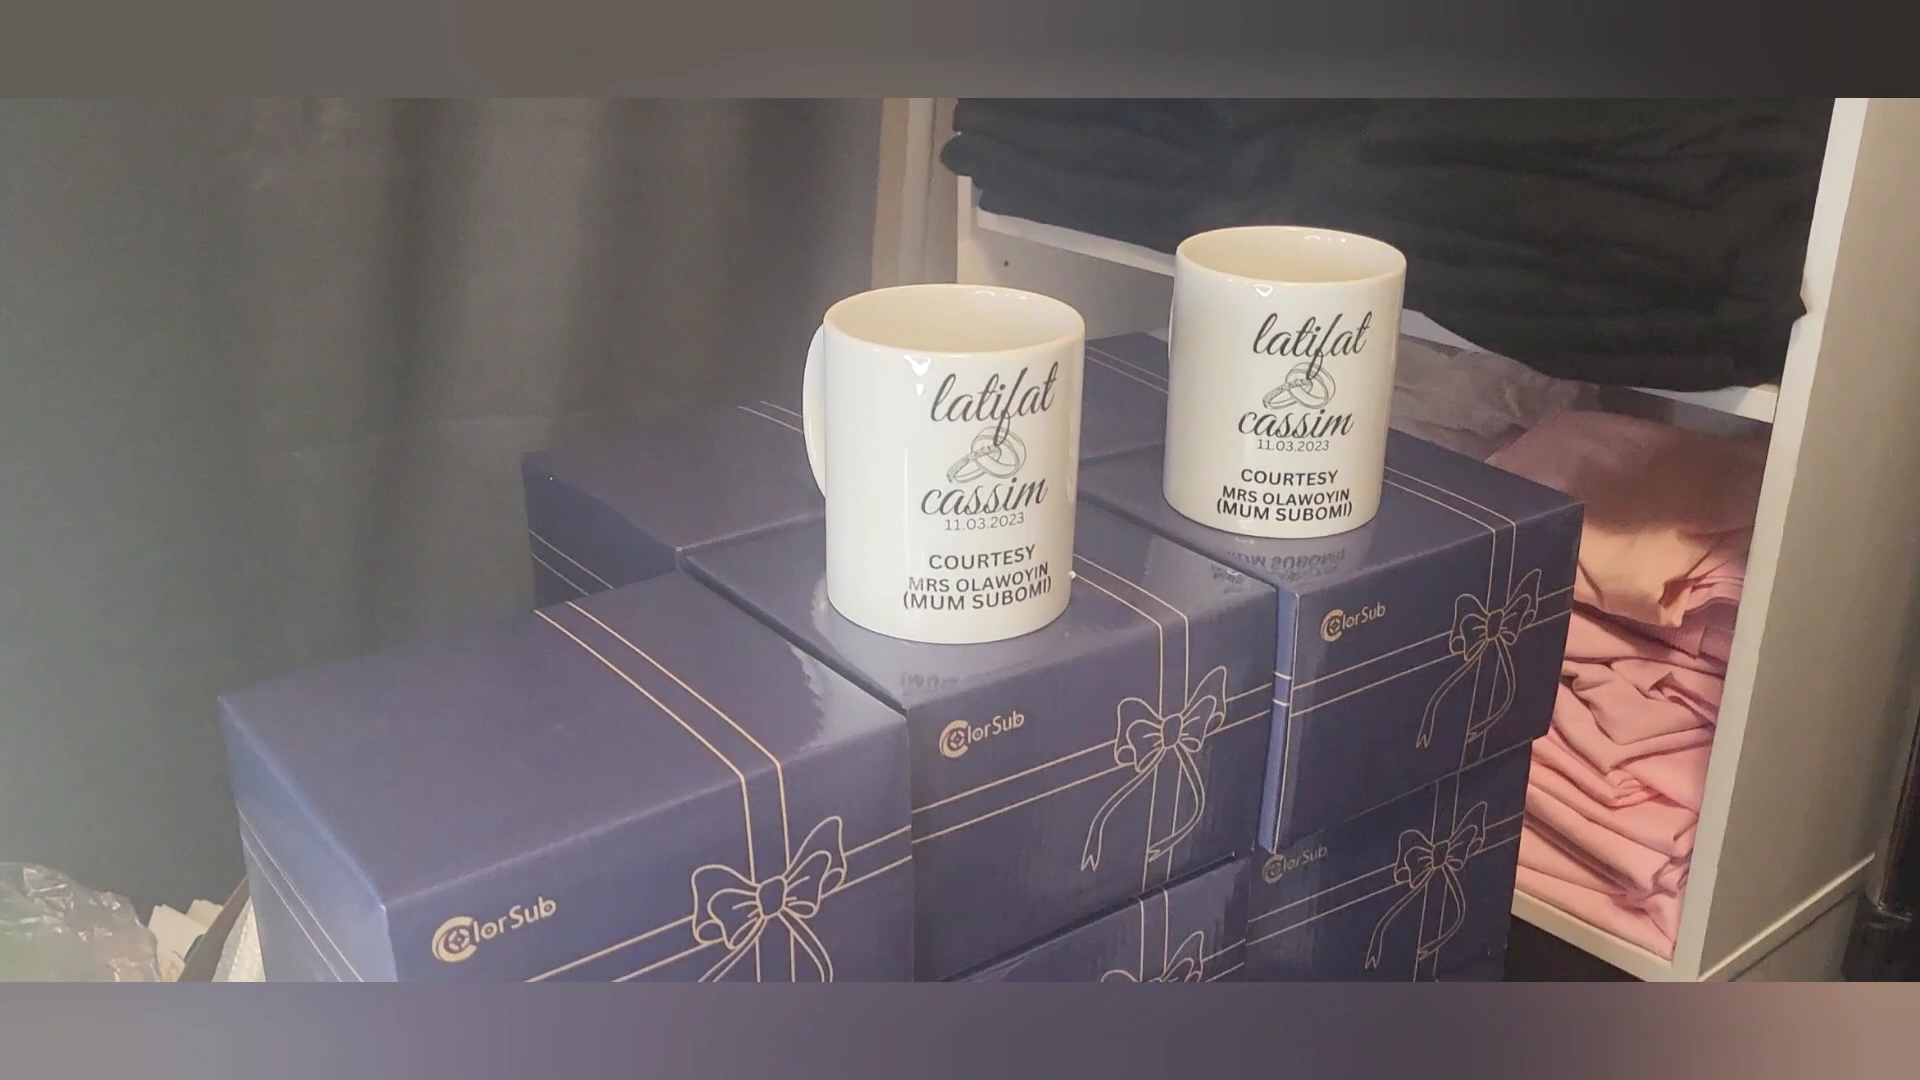 latifat
cassim
11.03.2023
COURTESY
MRS OLAWOYIN
(MUM SUBOMI)
latifat
cassim
11.03.2023
COURTESY
MRS OLAWOYIN
(MUM SUBOMI)
ColorSub
ColorSub
ColorSub
ColorSub